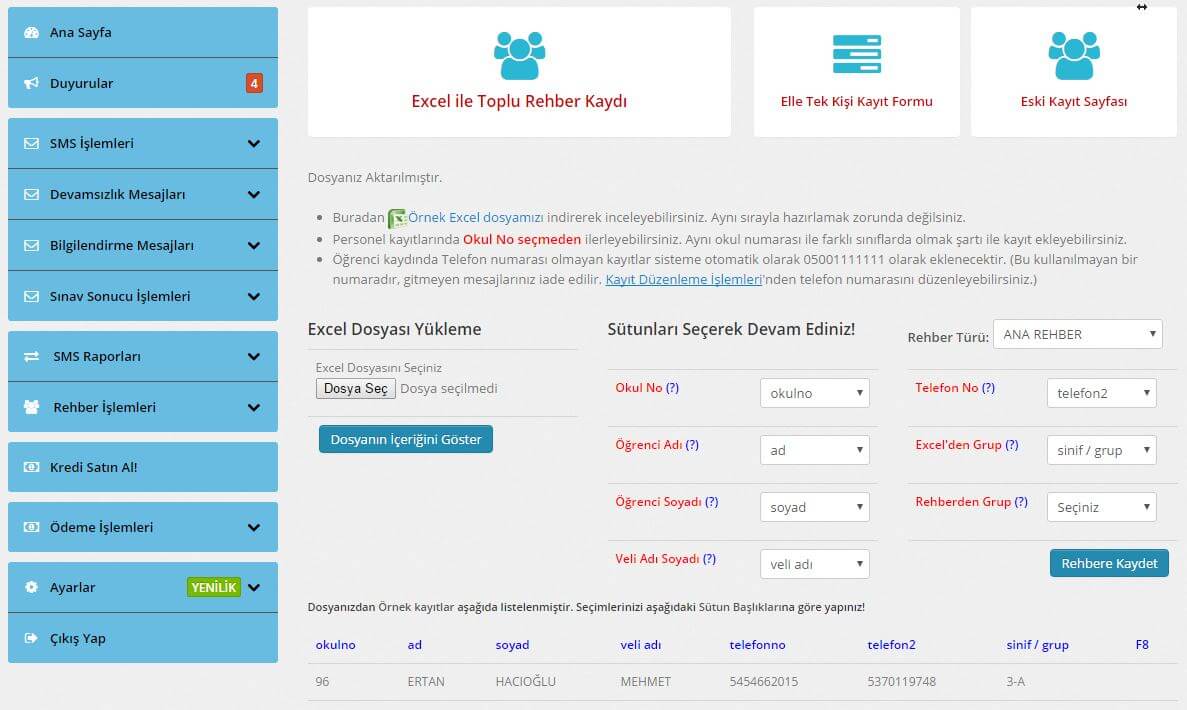 Ana Sayfa
Duyurular 4
SMS İşlemleri
Devamsızlık Mesajları
Bilgilendirme Mesajları
Sınav Sonucu İşlemleri
SMS Raporları
Rehber İşlemleri
Kredi Satın Al!
Ödeme İşlemleri
Ayarlar YENİLİK
Çıkış Yap
Excel ile Toplu Rehber Kaydı
Elle Tek Kişi Kayıt Formu
Eski Kayıt Sayfası
Dosyanız Aktarılmıştır.
Buradan Örnek Excel dosyamızı indirerek inceleyebilirsiniz. Aynı sırayla hazırlamak zorunda değilsiniz.
Personel kayıtlarında Okul No seçmeden ilerleyebilirsiniz. Aynı okul numarası ile farklı sınıflarda olmak şartı ile kayıt ekleyebilirsiniz.
Öğrenci kaydında Telefon numarası olmayan kayıtlar sisteme otomatik olarak 05001111111 olarak eklenecektir. (Bu kullanılmayan bir
numaradır, gitmeyen mesajlarınız iade edilir. Kayıt Düzenleme İşlemleri'nden telefon numarasını düzenleyebilirsiniz.)
Excel Dosyası Yükleme
Excel Dosyasını Seçiniz
Dosya Seç Dosya seçilmedi
Dosyanın İçeriğini Göster
Sütunları Seçerek Devam Ediniz!
Rehber Türü: ANA REHBER
Okul No (?) okulno
Telefon No (?) telefon2
Öğrenci Adı (?) ad
Excel'den Grup (?) sinif / grup
Öğrenci Soyadı (?) soyad
Rehberden Grup (?) Seçiniz
Veli Adı Soyadı (?) veli adı
Rehbere Kaydet
Dosyanızdan Örnek kayıtlar aşağıda listelenmiştir. Seçimlerinizi aşağıdaki Sütun Başlıklarına göre yapınız!
okulno ad soyad veli adı telefonno telefon2 sinif / grup F8
96 ERTAN HACIOĞLU MEHMET 5454662015 5370119748 3-A